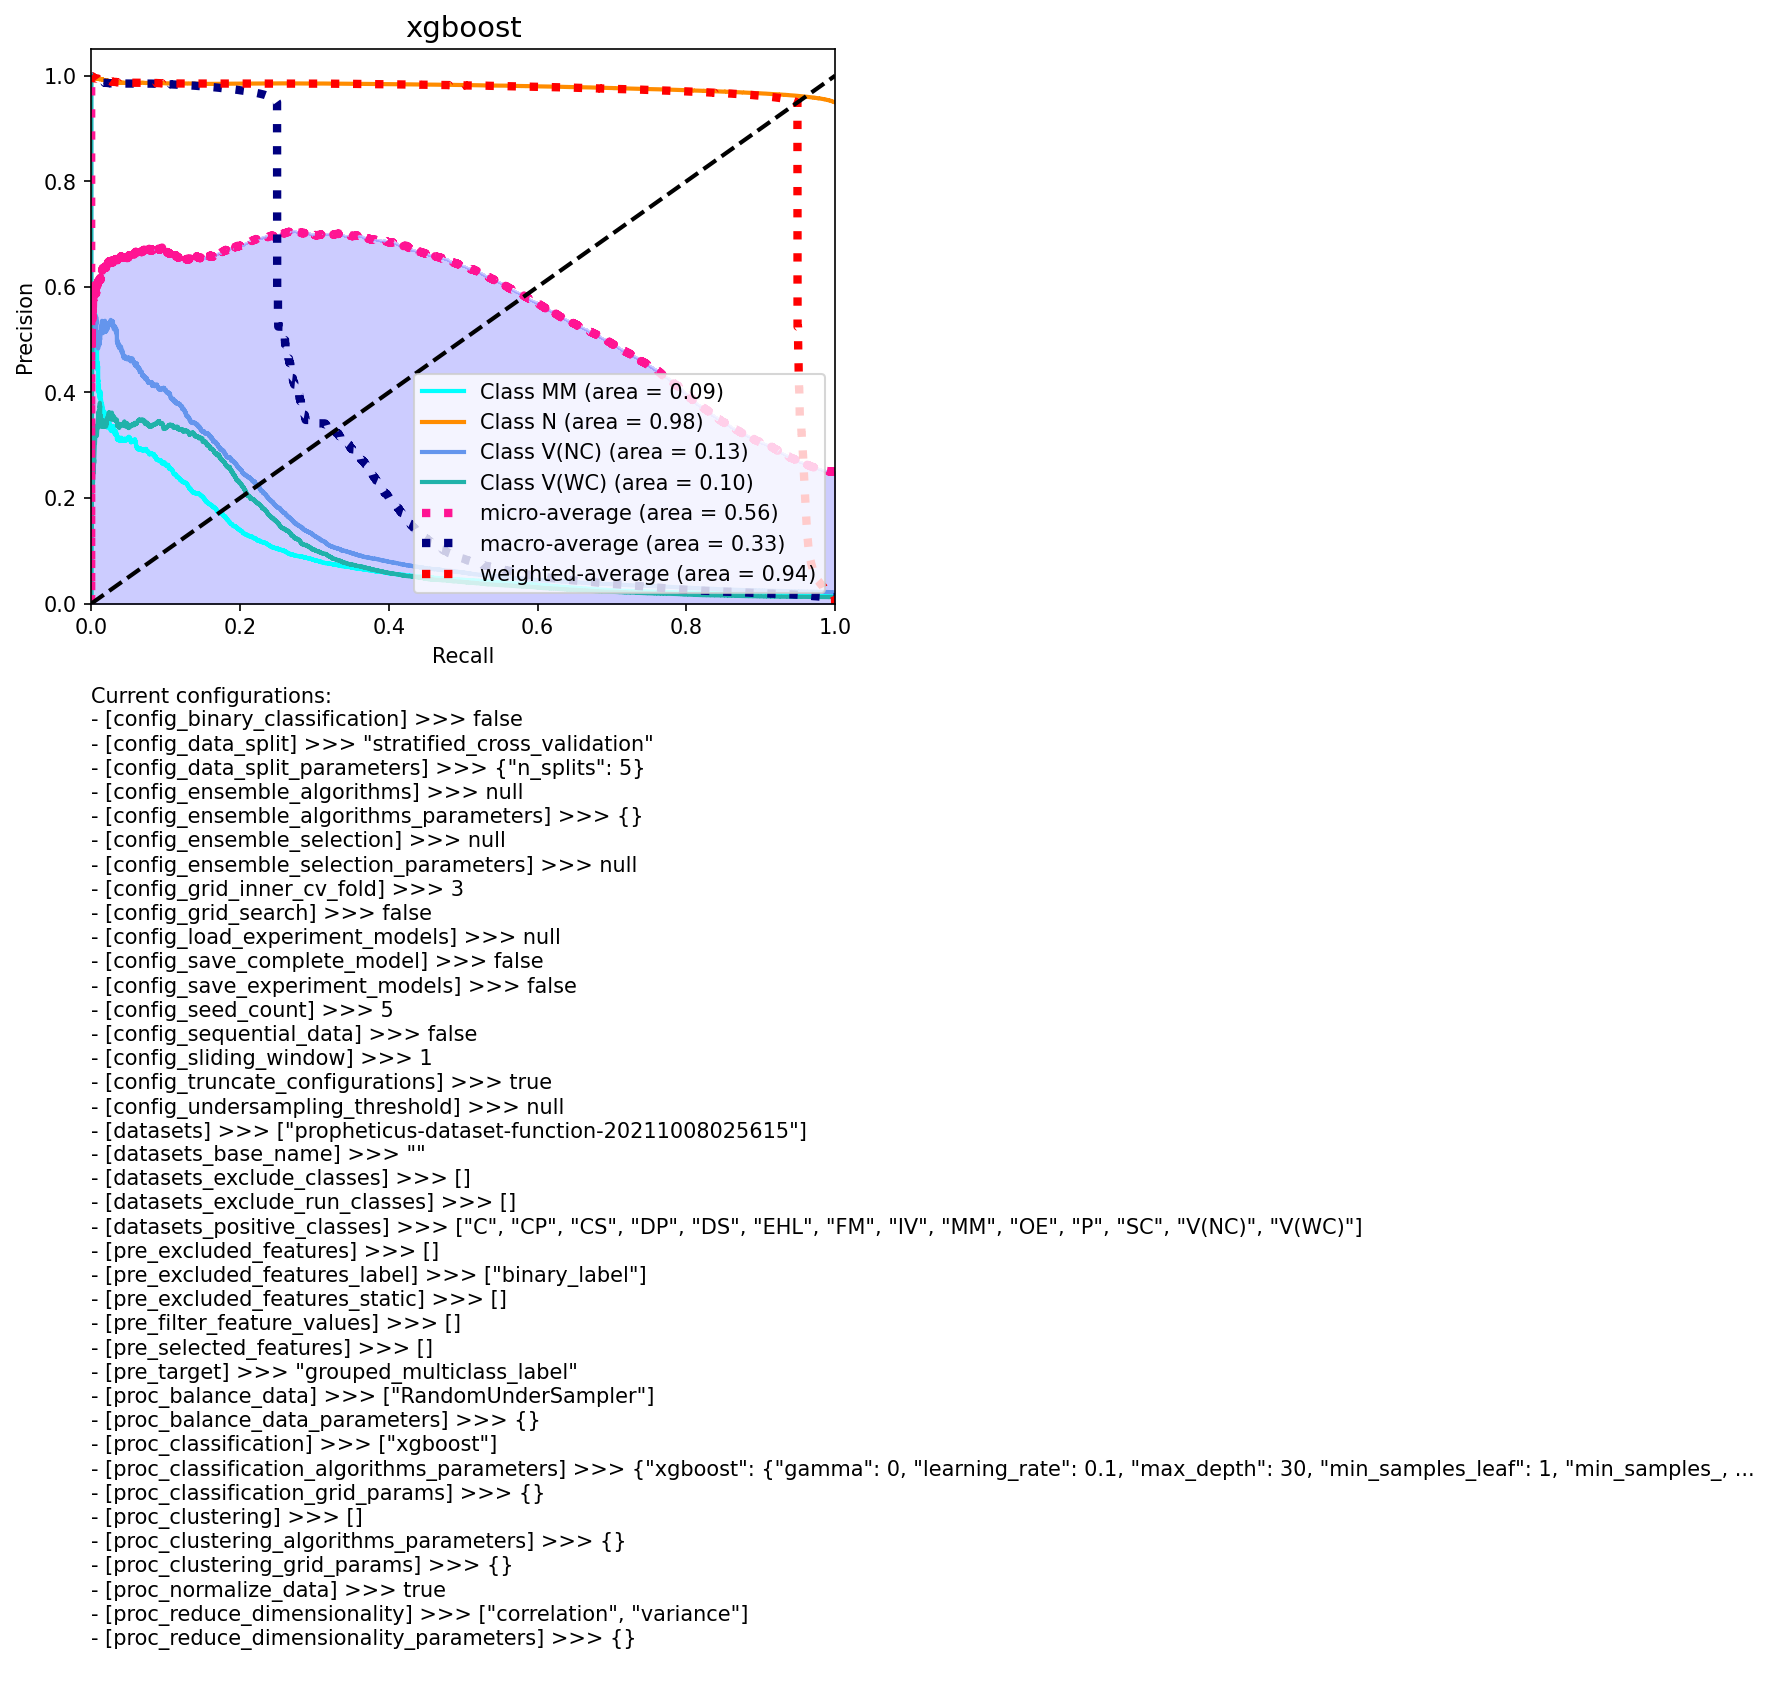 xgboost
1.0
0.8
0.6
0.4
0.2
0.0
Precision
Class MM (area = 0.09)
Class N (area = 0.98)
Class V(NC) (area = 0.13)
Class V(WC) (area = 0.10)
micro-average (area = 0.56)
macro-average (area = 0.33)
weighted-average (area = 0.94)
0.0 0.2 0.4 0.6 0.8 1.0
Recall
Current configurations:
- [config_binary_classification] >>> false
- [config_data_split] >>> "stratified_cross_validation"
- [config_data_split_parameters] >>> {"n_splits": 5}
- [config_ensemble_algorithms] >>> null
- [config_ensemble_algorithms_parameters] >>> {}
- [config_ensemble_selection] >>> null
- [config_ensemble_selection_parameters] >>> null
- [config_grid_inner_cv_fold] >>> 3
- [config_grid_search] >>> false
- [config_load_experiment_models] >>> null
- [config_save_complete_model] >>> false
- [config_save_experiment_models] >>> false
- [config_seed_count] >>> 5
- [config_sequential_data] >>> false
- [config_sliding_window] >>> 1
- [config_truncate_configurations] >>> true
- [config_undersampling_threshold] >>> null
- [datasets] >>> ["propheticus-dataset-function-20211008025615"]
- [datasets_base_name] >>> ""
- [datasets_exclude_classes] >>> []
- [datasets_exclude_run_classes] >>> []
- [datasets_positive_classes] >>> ["C", "CP", "CS", "DP", "DS", "EHL", "FM", "IV", "MM", "OE", "P", "SC", "V(NC)", "V(WC)"]
- [pre_excluded_features] >>> []
- [pre_excluded_features_label] >>> ["binary_label"]
- [pre_excluded_features_static] >>> []
- [pre_filter_feature_values] >>> []
- [pre_selected_features] >>> []
- [pre_target] >>> "grouped_multiclass_label"
- [proc_balance_data] >>> ["RandomUnderSampler"]
- [proc_balance_data_parameters] >>> {}
- [proc_classification] >>> ["xgboost"]
- [proc_classification_algorithms_parameters] >>> {"xgboost": {"gamma": 0, "learning_rate": 0.1, "max_depth": 30, "min_samples_leaf": 1, "min_samples_, ...
- [proc_classification_grid_params] >>> {}
- [proc_clustering] >>> []
- [proc_clustering_algorithms_parameters] >>> {}
- [proc_clustering_grid_params] >>> {}
- [proc_normalize_data] >>> true
- [proc_reduce_dimensionality] >>> ["correlation", "variance"]
- [proc_reduce_dimensionality_parameters] >>> {}